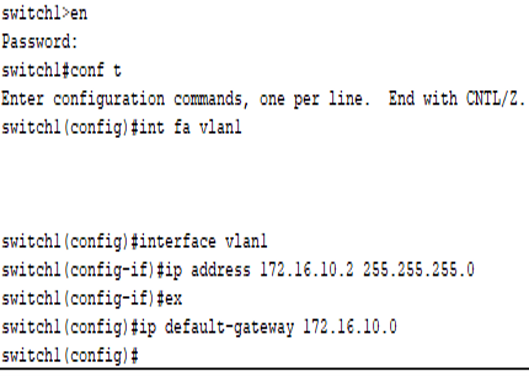 switch1>en
Password:
switch1#conf t
Enter configuration commands, one per line.  End with CNTL/Z.
switch1(config)#int fa vlan1
switch1(config)#interface vlan1
switch1(config-if)#ip address 172.16.10.2 255.255.255.0
switch1(config-if)#ex
switch1(config)#ip default-gateway 172.16.10.0
switch1(config)#